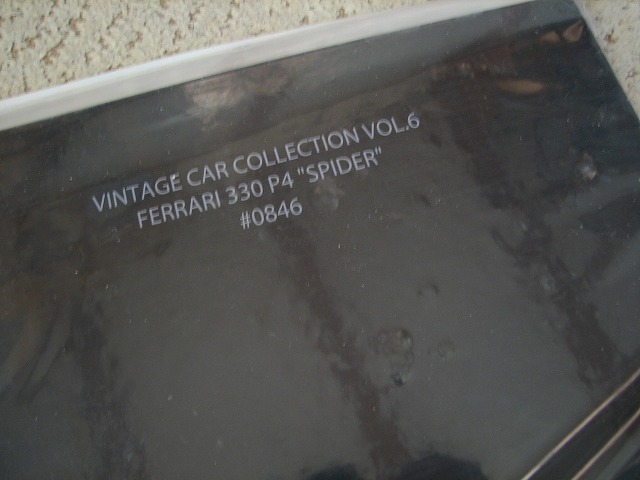 VINTAGE CAR COLLECTION VOL.6
FERRARI 330 P4 "SPIDER"
#0846